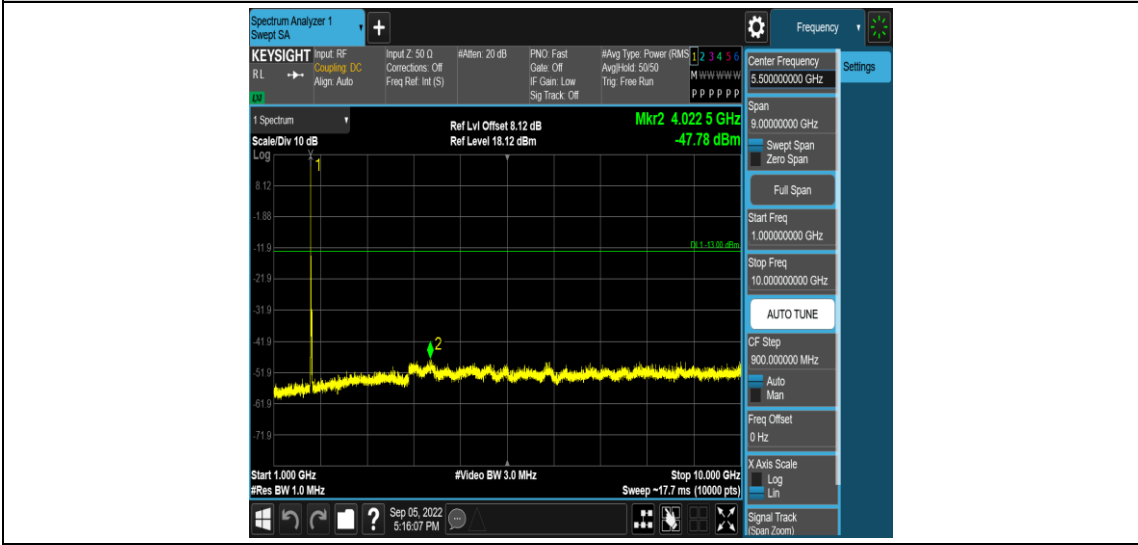 Spectrum Analyzer 1
Swept SA
+
Frequency
KEYSIGHT
RL
LM
Input: RF
Coupling: DC
Align: Auto
Input Z: 50 Ω
Corrections: Off
Freq Ref: Int (S)
#Atten: 20 dB
PNO: Fast
Gate: Off
IF Gain: Low
Sig Track: Off
#Avg Type: Power (RMS
Avg|Hold: 50/50
Trig: Free Run
1 2 3 4 5 6
M W W W W W
P P P P P P
1 Spectrum
Scale/Div 10 dB
Log
Ref Lvl Offset 8.12 dB
Ref Level 18.12 dBm
Mkr2 4.022 5 GHz
-47.78 dBm
1
8.12
-1.88
-11.9
DL1 -13.00 dBm
-21.9
-31.9
-41.9
2
-51.9
-61.9
-71.9
Start 1.000 GHz
#Res BW 1.0 MHz
#Video BW 3.0 MHz
Stop 10.000 GHz
Sweep ~17.7 ms (10000 pts)
?
Sep 05, 2022
5:16:07 PM
Center Frequency
5.500000000 GHz
Settings
Span
9.00000000 GHz
Swept Span
Zero Span
Full Span
Start Freq
1.000000000 GHz
Stop Freq
10.000000000 GHz
AUTO TUNE
CF Step
900.000000 MHz
Auto
Man
Freq Offset
0 Hz
X Axis Scale
Log
Lin
Signal Track
(Span Zoom)